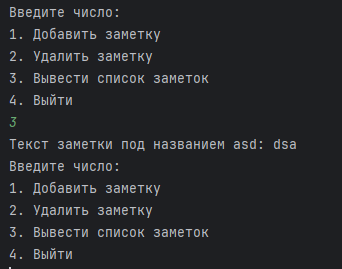 Введите число:
1. Добавить заметку
2. Удалить заметку
3. Вывести список заметок
4. Выйти
3
Текст заметки под названием asd: dsa
Введите число:
1. Добавить заметку
2. Удалить заметку
3. Вывести список заметок
4. Выйти